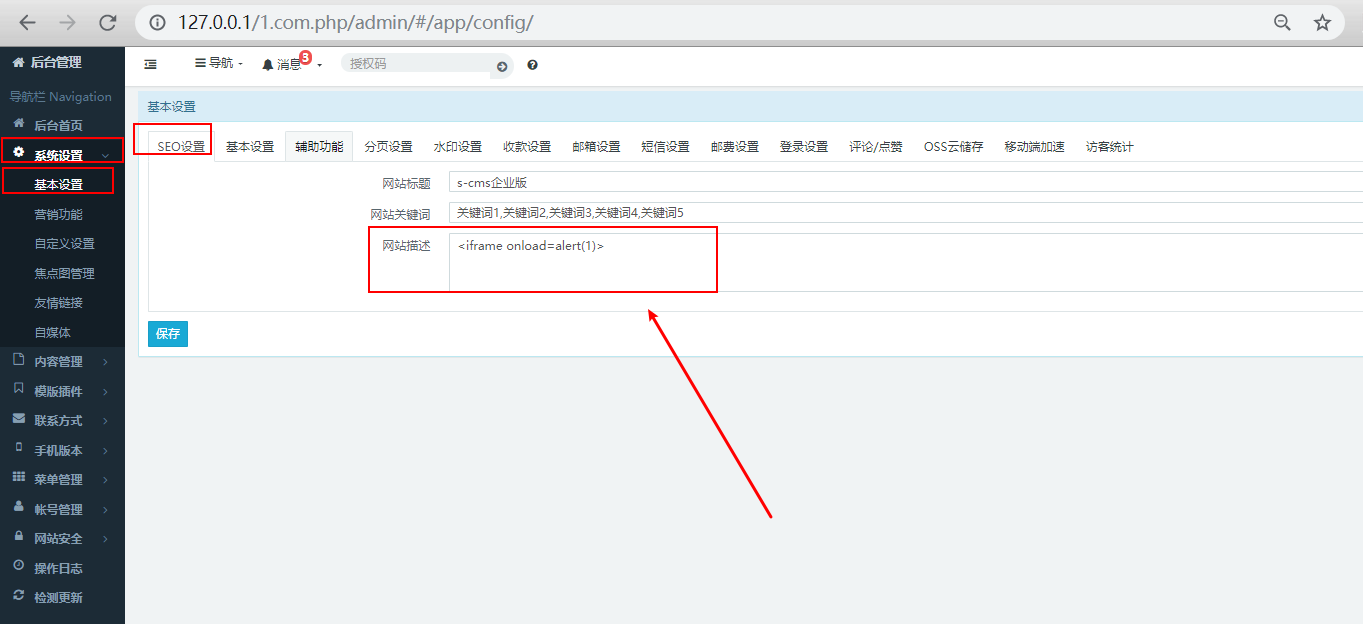 127.0.0.1/1.com.php/admin/#/app/config/
后台管理
导航 消息 3 授权码
导航栏 Navigation
后台首页
系统设置
基本设置
营销功能
自定义设置
焦点图管理
友情链接
自媒体
内容管理
模版插件
联系方式
手机版本
菜单管理
帐号管理
网站安全
操作日志
检测更新
基本设置
SEO设置 基本设置 辅助功能 分页设置 水印设置 收款设置 邮箱设置 短信设置 邮费设置 登录设置 评论/点赞 OSS云储存 移动端加速 访客统计
网站标题 s-cms企业版
网站关键词 关键词1,关键词2,关键词3,关键词4,关键词5
网站描述 <iframe onload=alert(1)>
保存